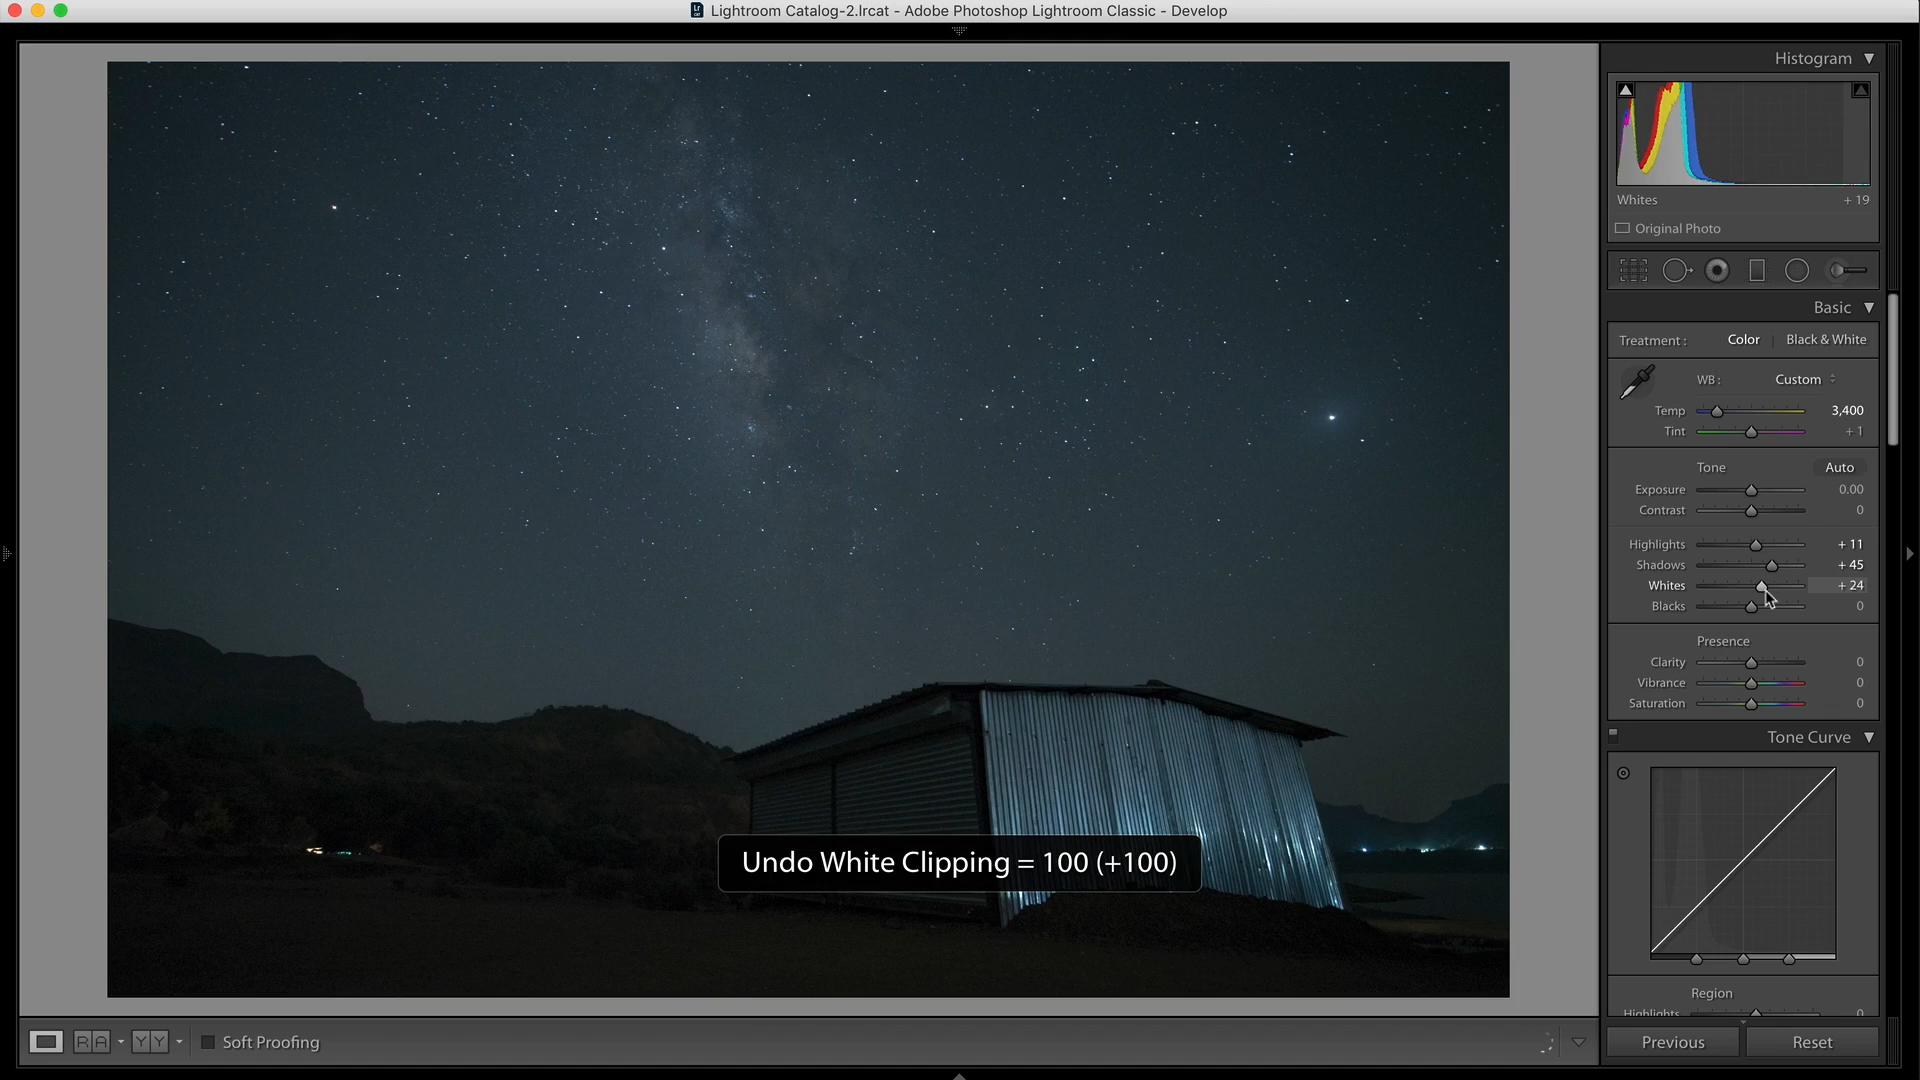 Lightroom Catalog-2.lrcat - Adobe Photoshop Lightroom Classic - Develop
Histogram
Whites + 19
Original Photo
Basic
Treatment : Color | Black & White
WB : Custom
Temp 3,400
Tint + 1
Tone Auto
Exposure 0.00
Contrast 0
Highlights + 11
Shadows + 45
Whites + 24
Blacks 0
Presence
Clarity 0
Vibrance 0
Saturation 0
Tone Curve
Region
Highlights 0
Undo White Clipping = 100 (+100)
R A Y Y Soft Proofing
Previous Reset